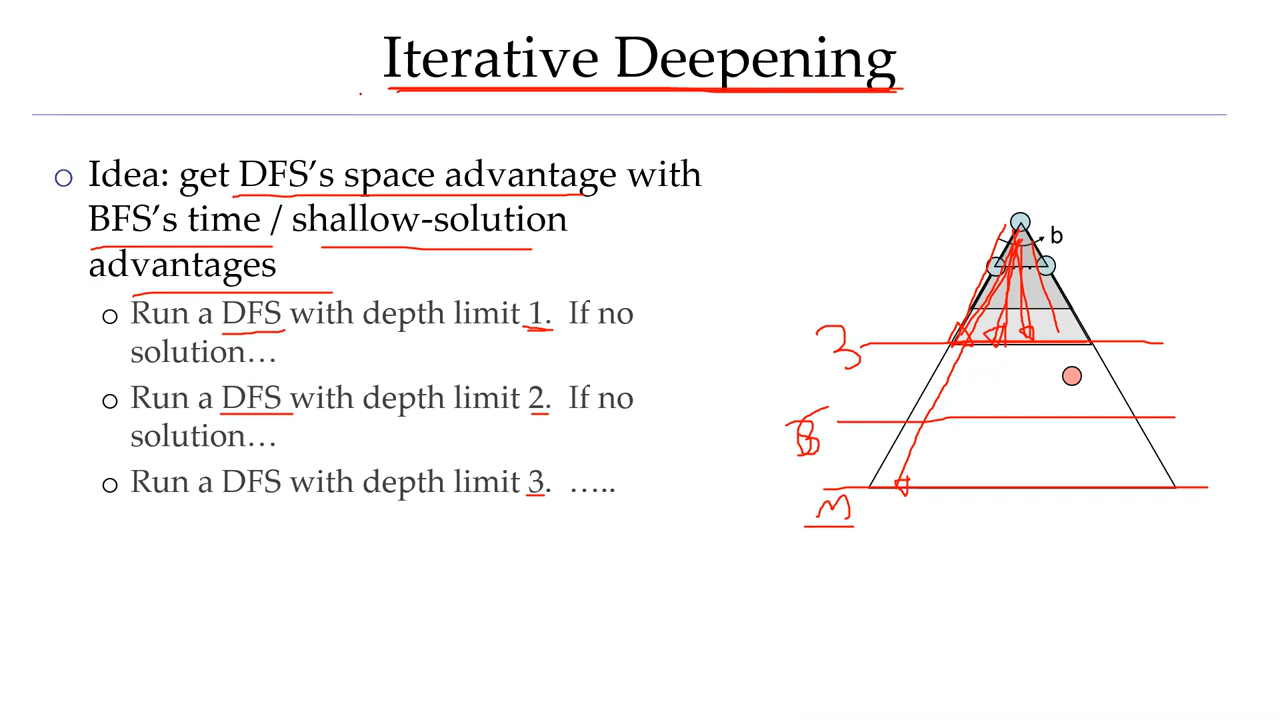 Iterative Deepening
Idea: get DFS's space advantage with
BFS's time / shallow-solution
advantages
Run a DFS with depth limit 1. If no
solution…
Run a DFS with depth limit 2. If no
solution…
Run a DFS with depth limit 3. …..
b
3
m